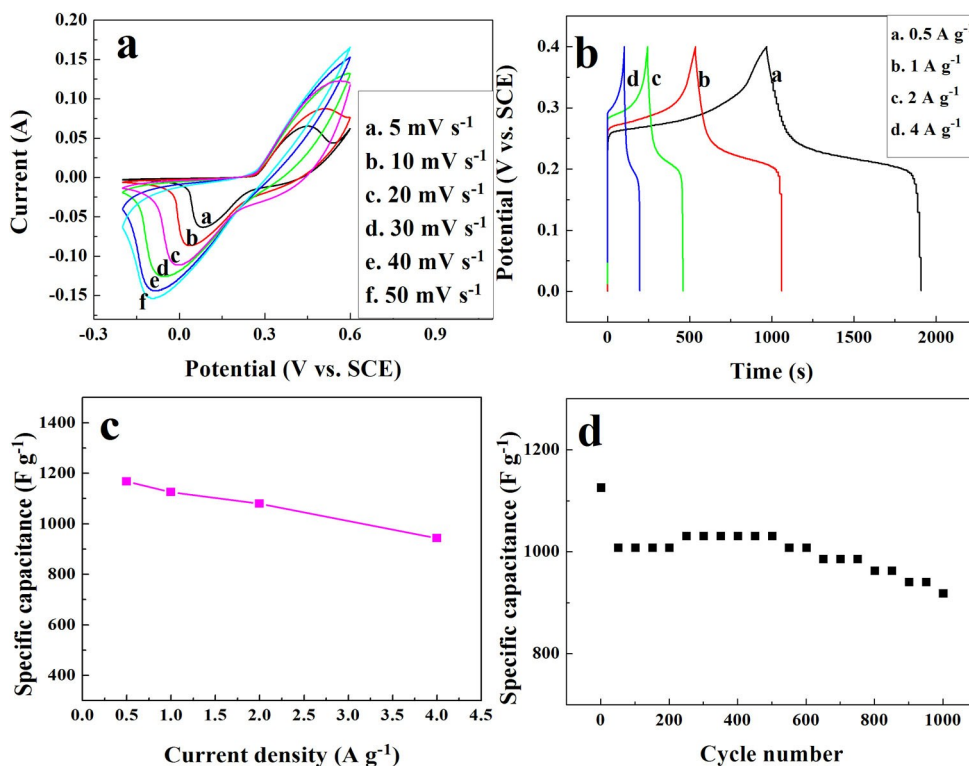 a
Current (A)
0.20
0.15
0.10
0.05
0.00
-0.05
-0.10
-0.15
-0.3
0.0
0.3
0.6
0.9
Potential (V vs. SCE)
a
b
c
d
e
f
a. 5 mV s-1
b. 10 mV s-1
c. 20 mV s-1
d. 30 mV s-1
e. 40 mV s-1
f. 50 mV s-1
b
Potential (V vs. SCE)
0.4
0.3
0.2
0.1
0.0
0
500
1000
1500
2000
Time (s)
d
c
b
a
a. 0.5 A g-1
b. 1 A g-1
c. 2 A g-1
d. 4 A g-1
c
Specific capacitance (F g-1)
1400
1200
1000
800
600
400
0.0
0.5
1.0
1.5
2.0
2.5
3.0
3.5
4.0
4.5
Current density (A g-1)
d
Specific capacitance (F g-1)
1200
1000
800
0
200
400
600
800
1000
Cycle number